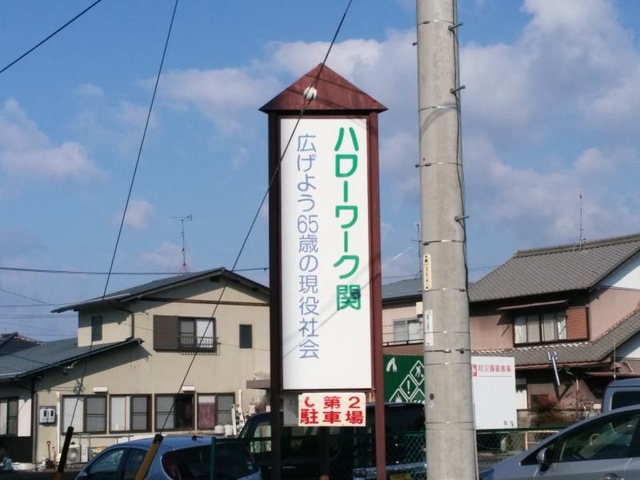 ハローワーク関
広げよう65歳の現役社会
第2
駐車場